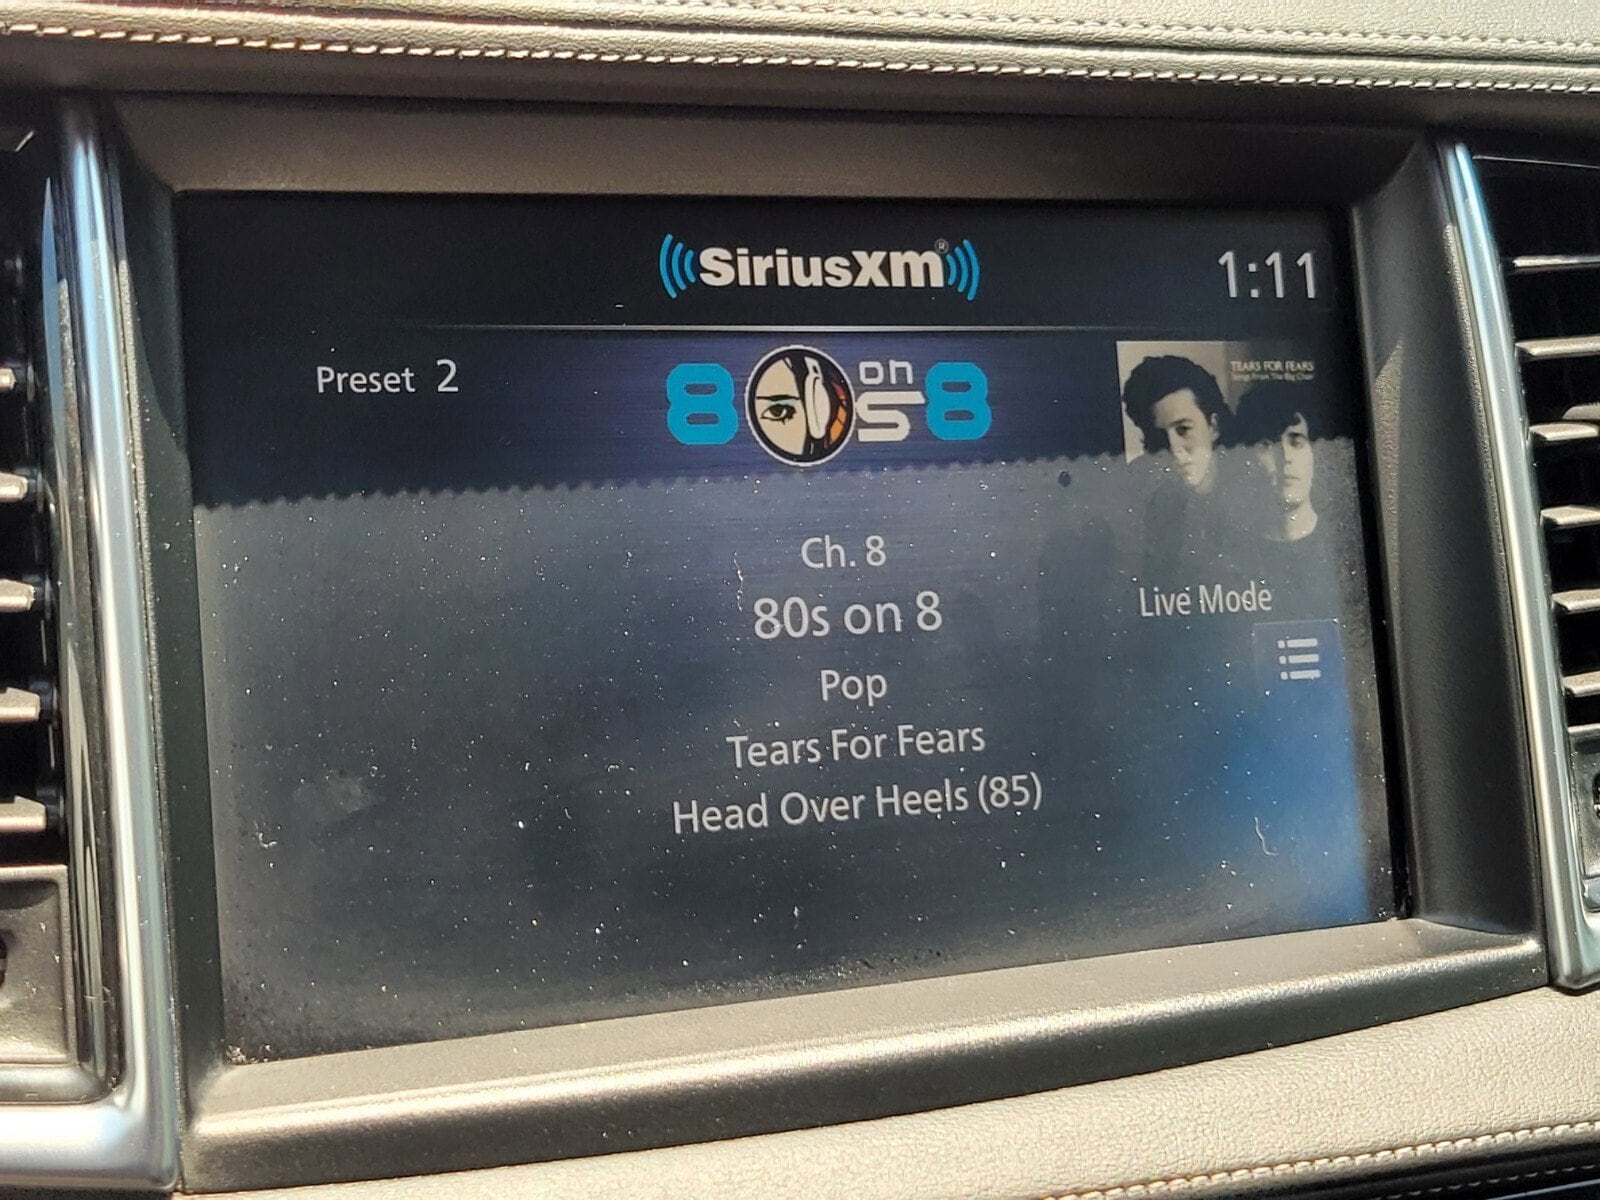 SiriusXM®
1:11
Preset 2
80s on 8
TEARS FOR FEARS
Songs From The Big Chair
Ch. 8
80s on 8
Live Mode
Pop
Tears For Fears
Head Over Heels (85)